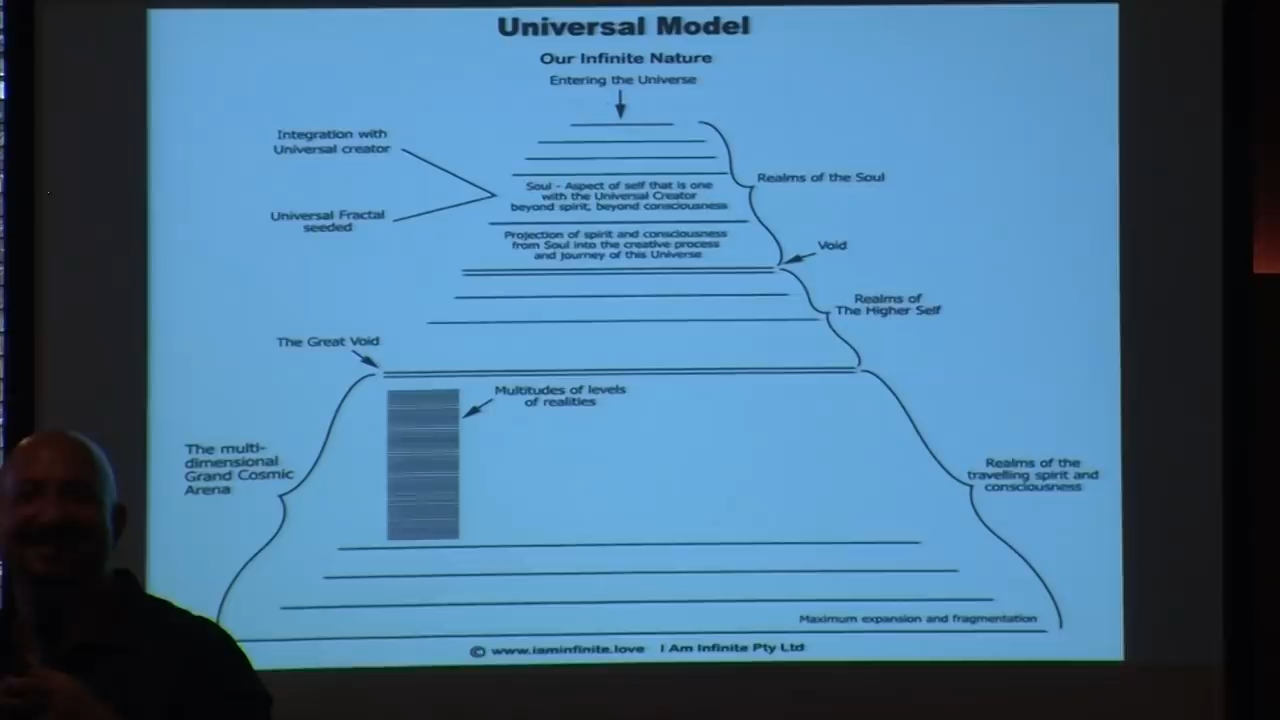 Universal Model
Our Infinite Nature
Entering the Universe
Integration with
Universal creator
Realms of the Soul
Soul - Aspect of self that is one
with the Universal Creator
beyond spirit, beyond consciousness
Universal Fractal
seeded
Projection of spirit and consciousness
from Soul into the creative process
and journey of this Universe
Void
Realms of
The Higher Self
The Great Void
Multitudes of levels
of realities
The multi-
dimensional
Grand Cosmic
Arena
Realms of the
travelling spirit and
consciousness
Maximum expansion and fragmentation
© www.iaminfinite.love I Am Infinite Pty Ltd